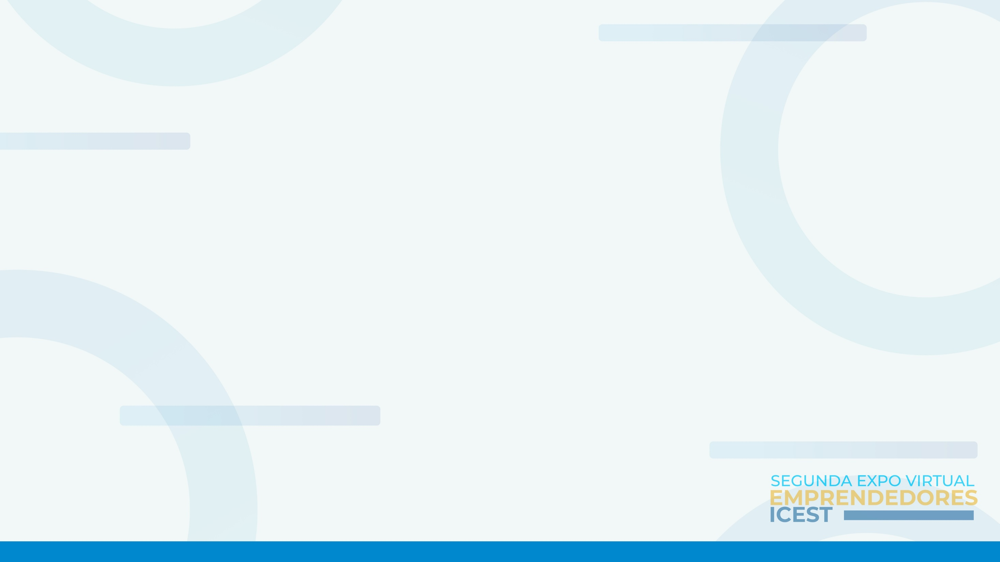 SEGUNDA EXPO VIRTUAL
EMPRENDEDORES
ICEST